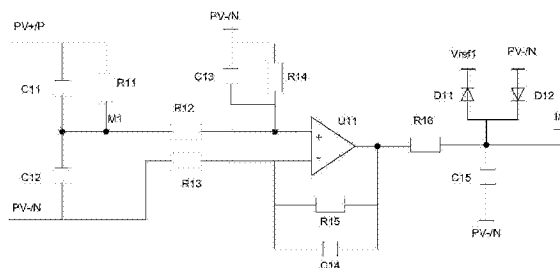 PV+/P
PV-/N
C11
R11
C13
R14
Vref1
PV-/N
D11
D12
M1
R12
U11
+
-
R16
C12
R13
C15
PV-/N
R15
C14
PV-/N